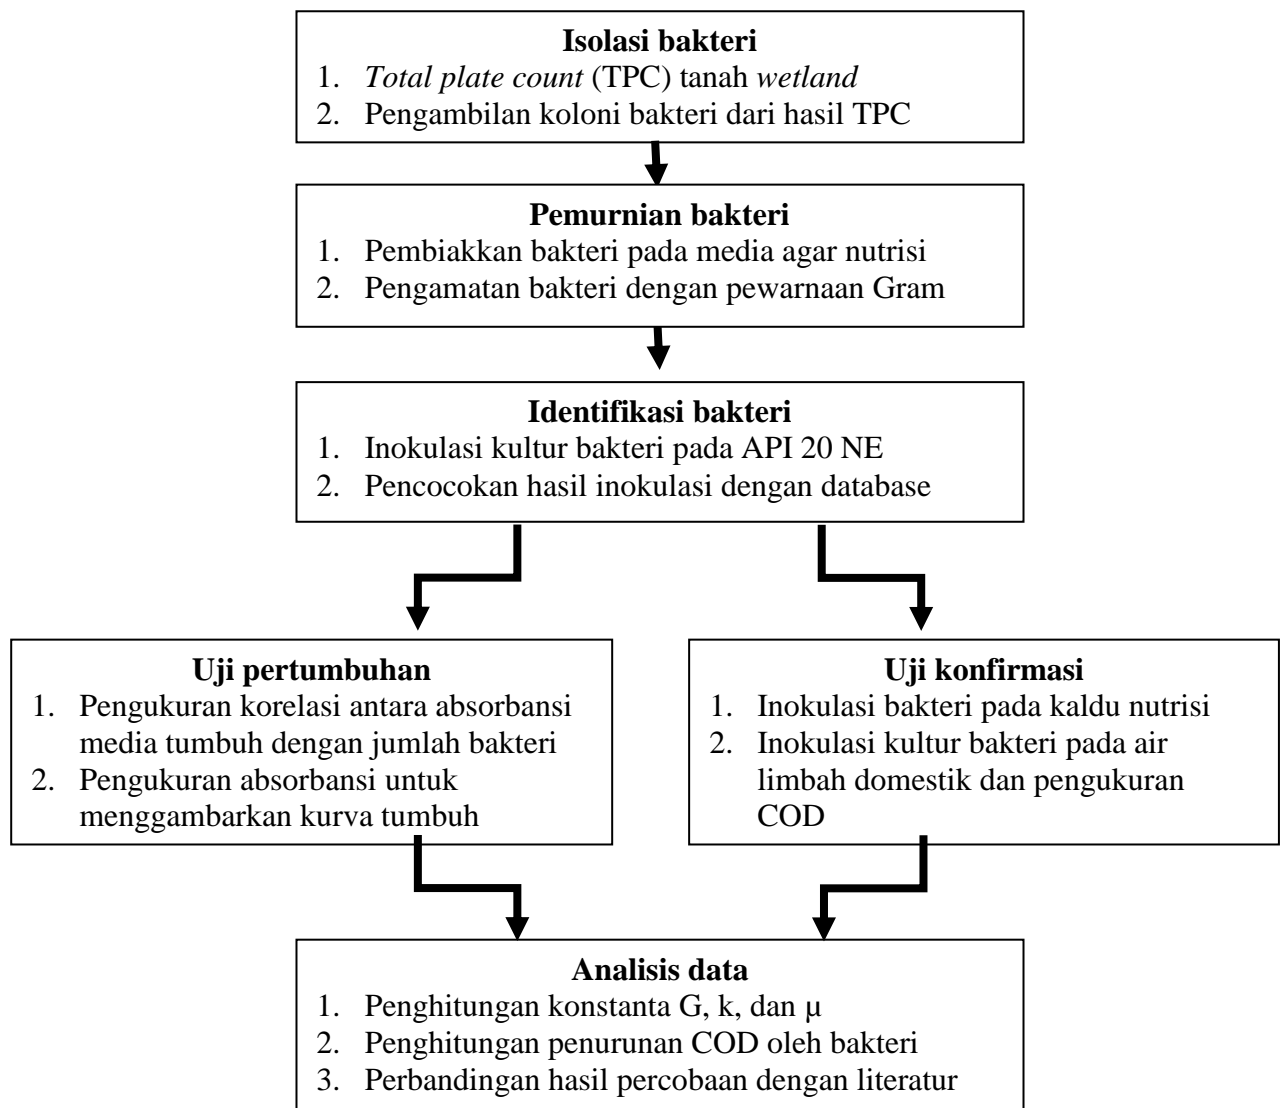 Isolasi bakteri
1. Total plate count (TPC) tanah wetland
2. Pengambilan koloni bakteri dari hasil TPC
Pemurnian bakteri
1. Pembiakkan bakteri pada media agar nutrisi
2. Pengamatan bakteri dengan pewarnaan Gram
Identifikasi bakteri
1. Inokulasi kultur bakteri pada API 20 NE
2. Pencocokan hasil inokulasi dengan database
Uji pertumbuhan
1. Pengukuran korelasi antara absorbansi
media tumbuh dengan jumlah bakteri
2. Pengukuran absorbansi untuk
menggambarkan kurva tumbuh
Uji konfirmasi
1. Inokulasi bakteri pada kaldu nutrisi
2. Inokulasi kultur bakteri pada air
limbah domestik dan pengukuran
COD
Analisis data
1. Penghitungan konstanta G, k, dan µ
2. Penghitungan penurunan COD oleh bakteri
3. Perbandingan hasil percobaan dengan literatur